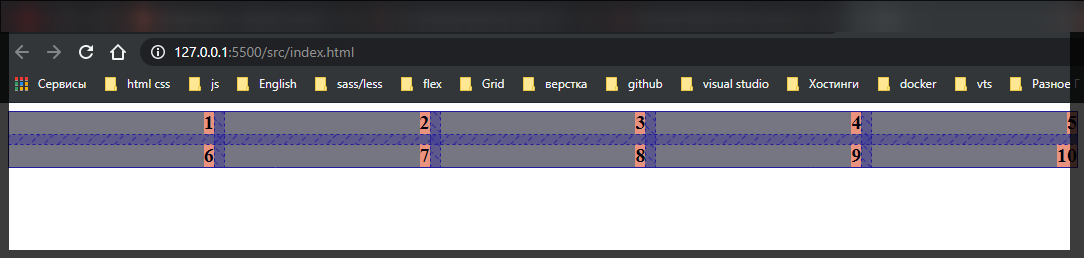 127.0.0.1:5500/src/index.html
Сервисы html css js English sass/less flex Grid верстка github visual studio Хостинги docker vts Разное Г
1 2 3 4 5
6 7 8 9 10